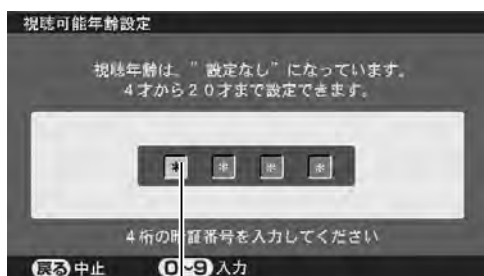 視聴可能年齢設定
視聴年齢は、"設定なし"になっています。
4才から20才まで設定できます。
* * * *
4桁の暗証番号を入力してください
戻る 中止 0~9 入力